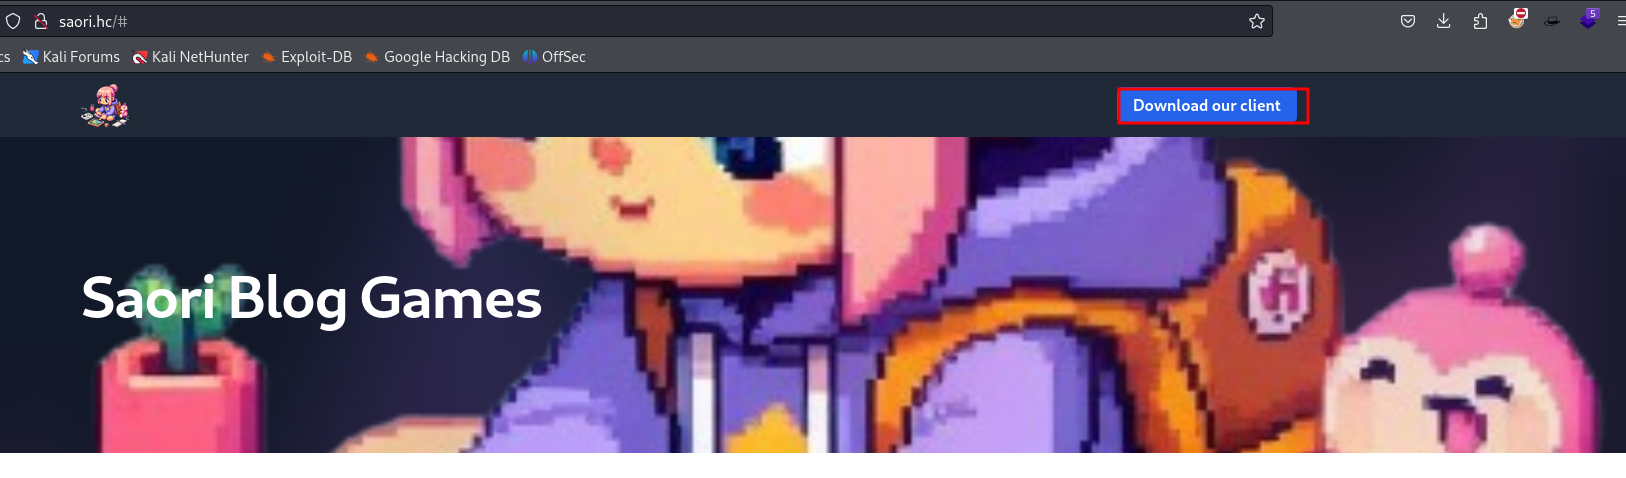 saori.hc/#
5
cs Kali Forums Kali NetHunter Exploit-DB Google Hacking DB OffSec
Download our client
Saori Blog Games